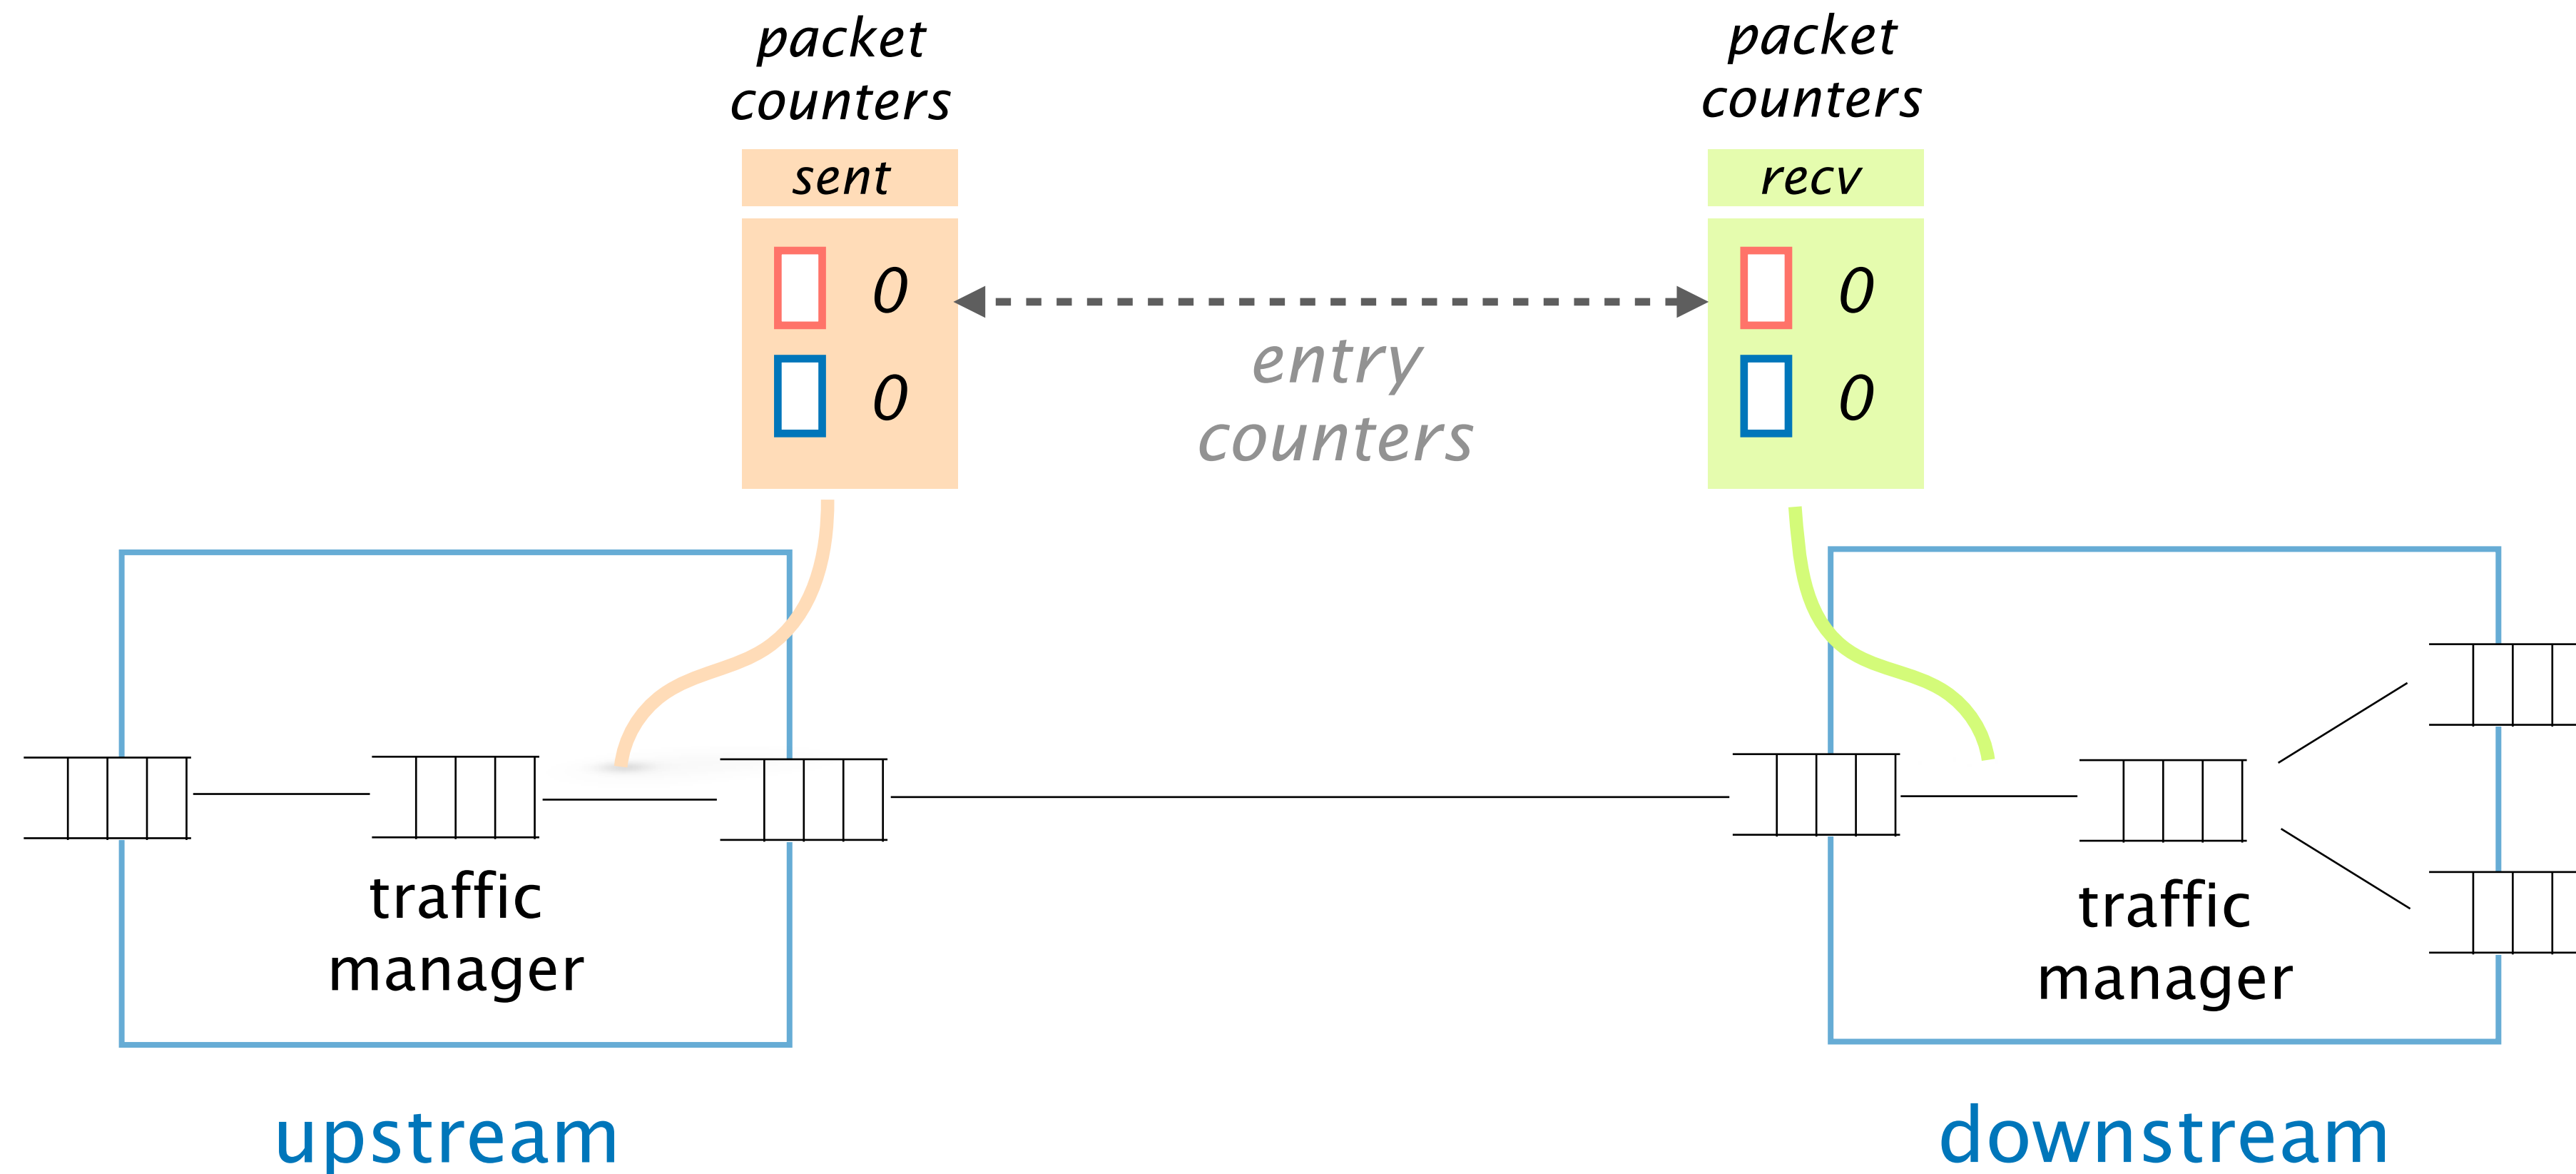 packet
counters
sent
0
0
packet
counters
recv
0
0
entry
counters
traffic
manager
upstream
traffic
manager
downstream